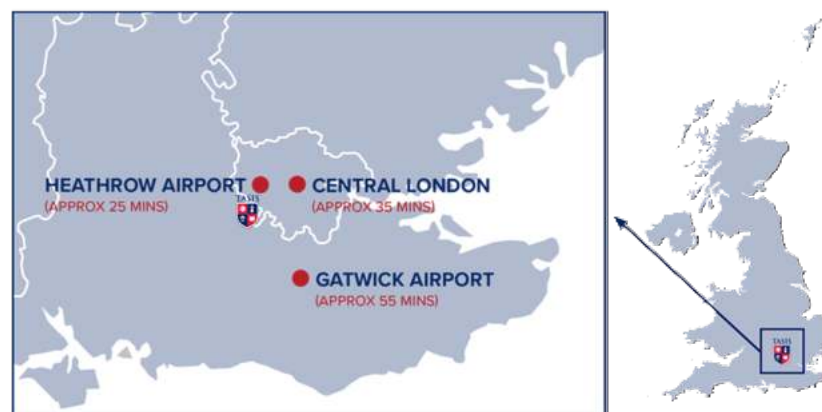 HEATHROW AIRPORT
(APPROX 25 MINS)
TASIS
CENTRAL LONDON
(APPROX 35 MINS)
GATWICK AIRPORT
(APPROX 55 MINS)
TASIS